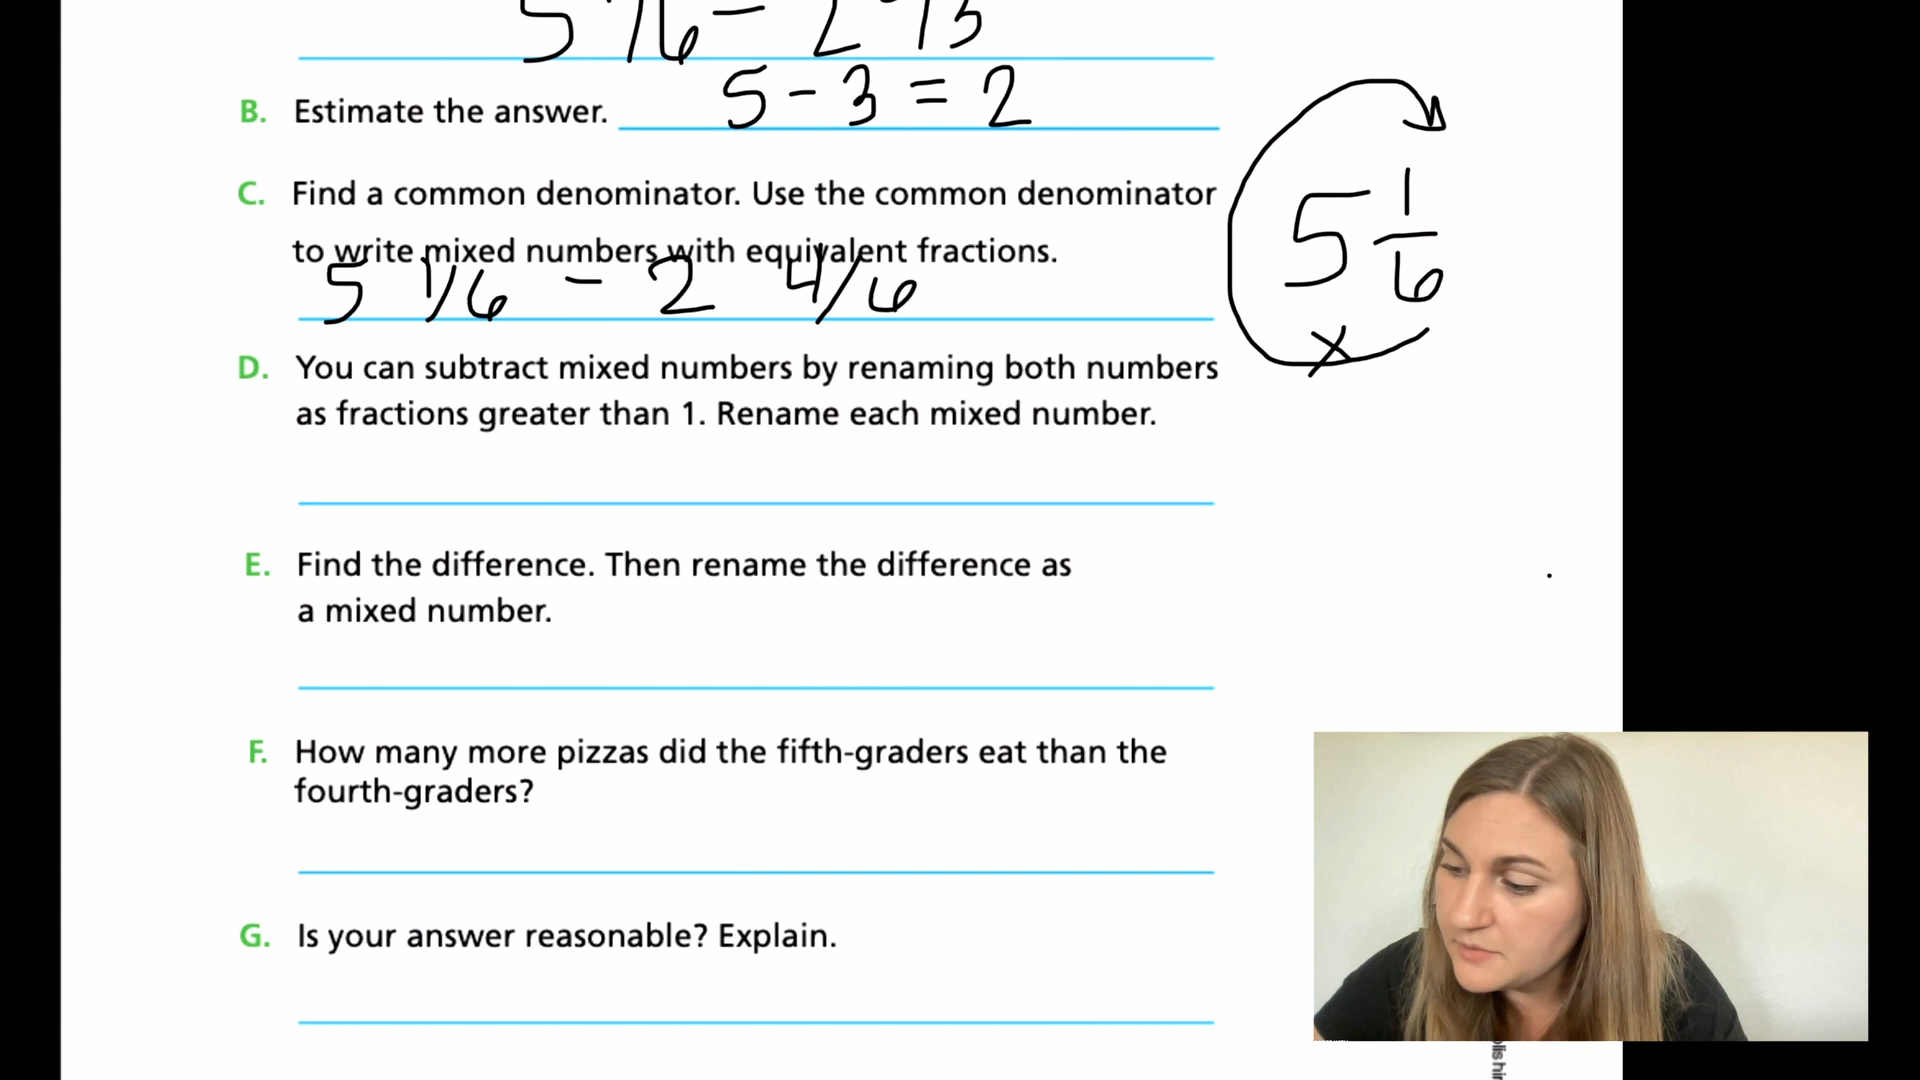 5 1/6 - 2 2/3
B. Estimate the answer. 5 - 3 = 2
C. Find a common denominator. Use the common denominator
to write mixed numbers with equivalent fractions.
5 1/6 - 2 4/6
5 1/6
×
D. You can subtract mixed numbers by renaming both numbers
as fractions greater than 1. Rename each mixed number.
E. Find the difference. Then rename the difference as
a mixed number.
F. How many more pizzas did the fifth-graders eat than the
fourth-graders?
G. Is your answer reasonable? Explain.